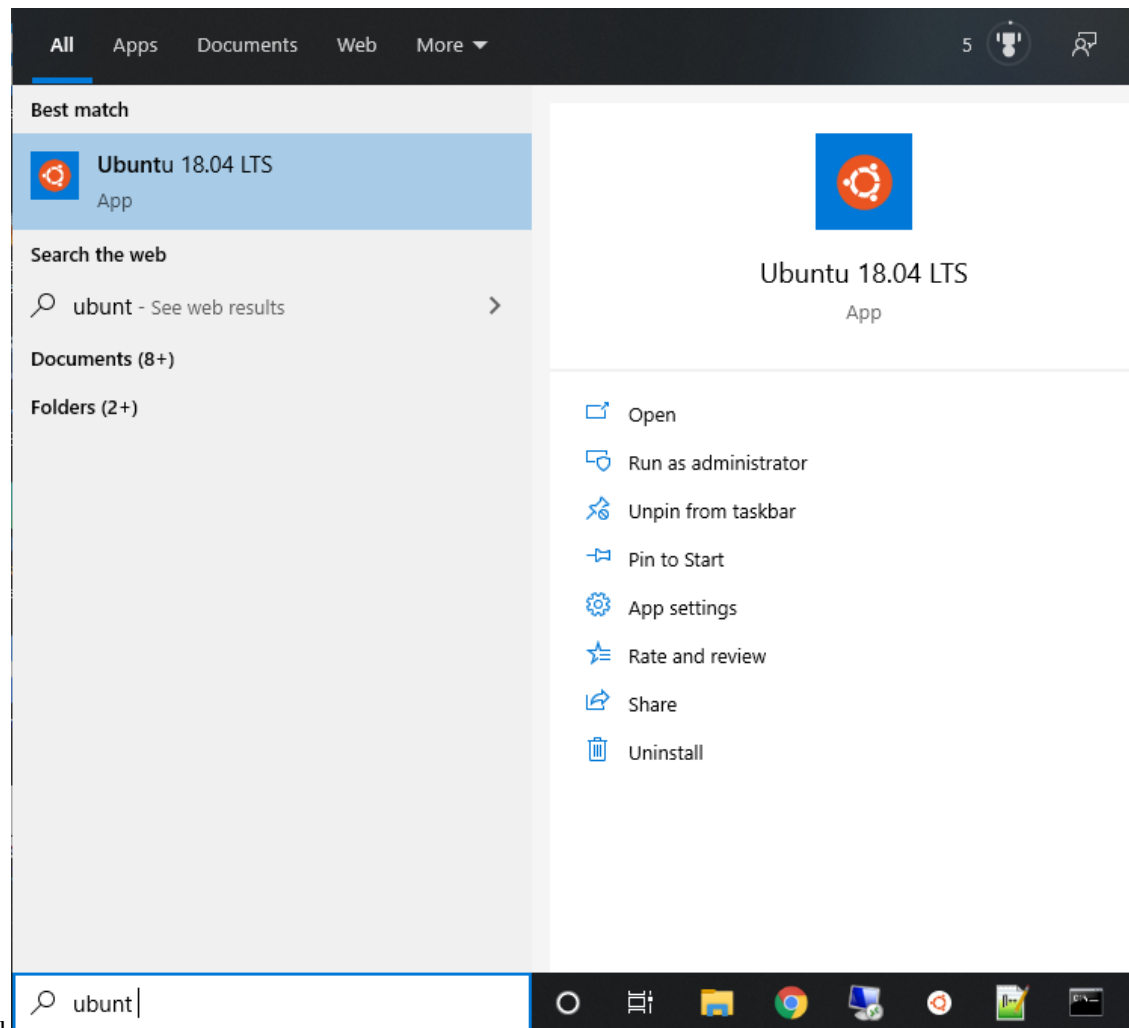 All Apps Documents Web More 5
Best match
Ubuntu 18.04 LTS
App
Search the web
ubunt - See web results
Documents (8+)
Folders (2+)
Ubuntu 18.04 LTS
App
Open
Run as administrator
Unpin from taskbar
Pin to Start
App settings
Rate and review
Share
Uninstall
ubunt